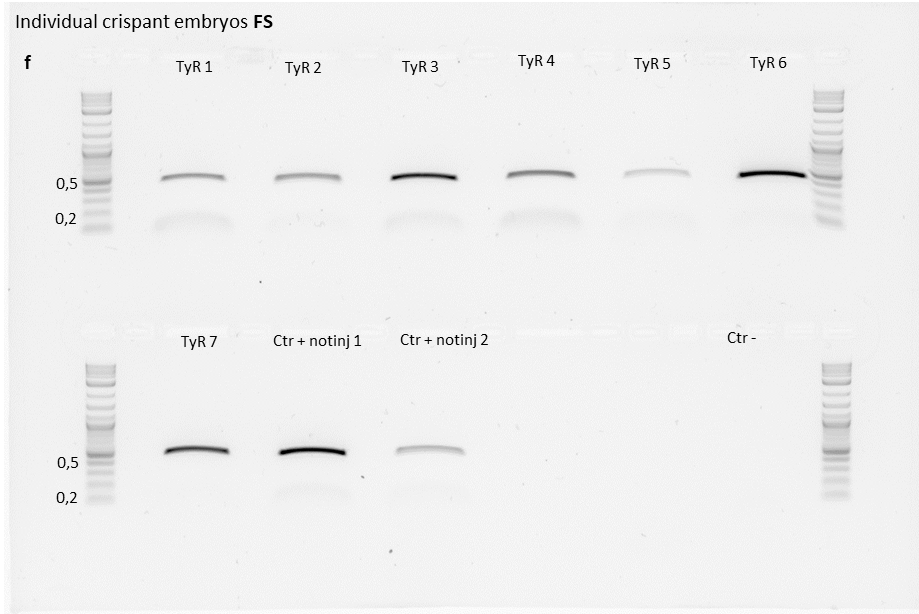 Individual crispant embryos FS
f
TyR 1 TyR 2 TyR 3 TyR 4 TyR 5 TyR 6
0,5
0,2
TyR 7 Ctr + notinj 1 Ctr + notinj 2 Ctr -
0,5
0,2